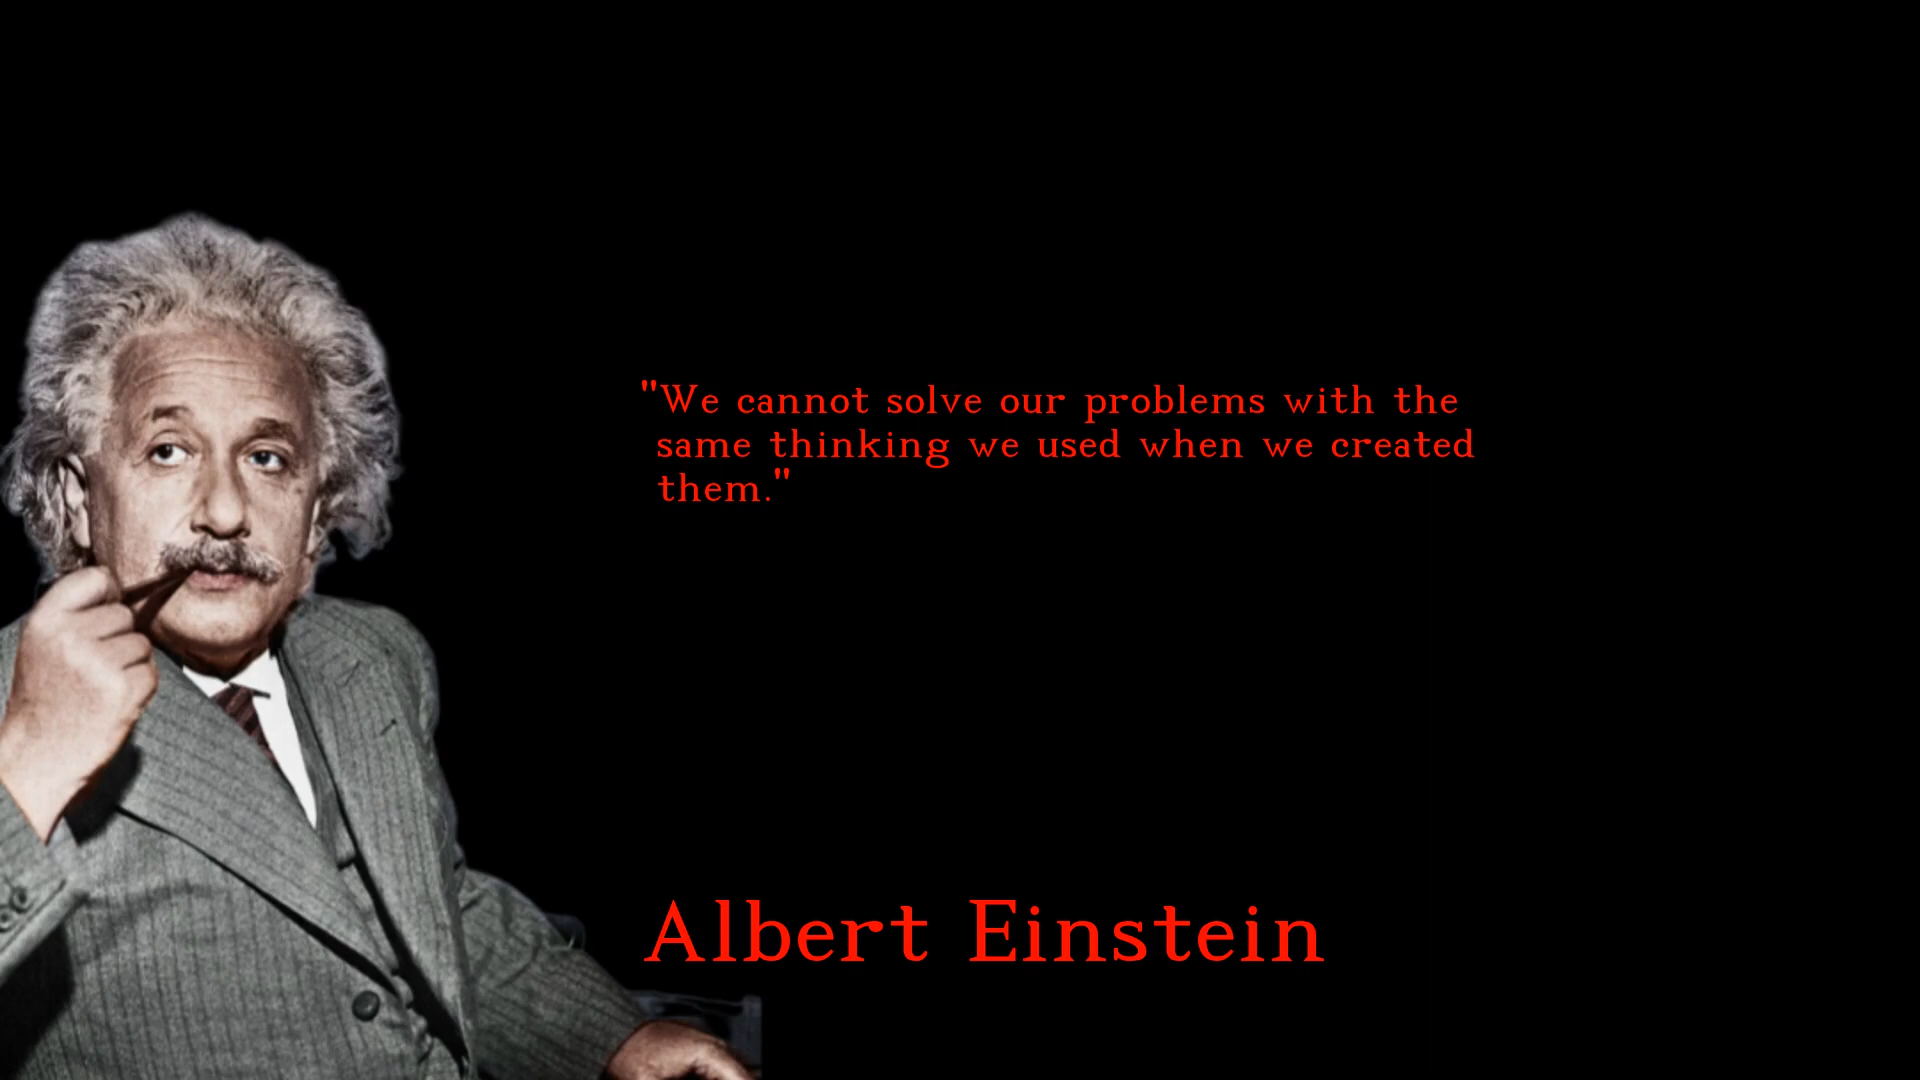 "We cannot solve our problems with the
same thinking we used when we created
them."
Albert Einstein